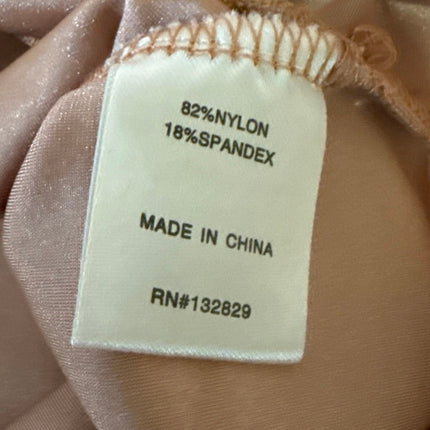 82%NYLON
18%SPANDEX
MADE IN CHINA
RN#132829